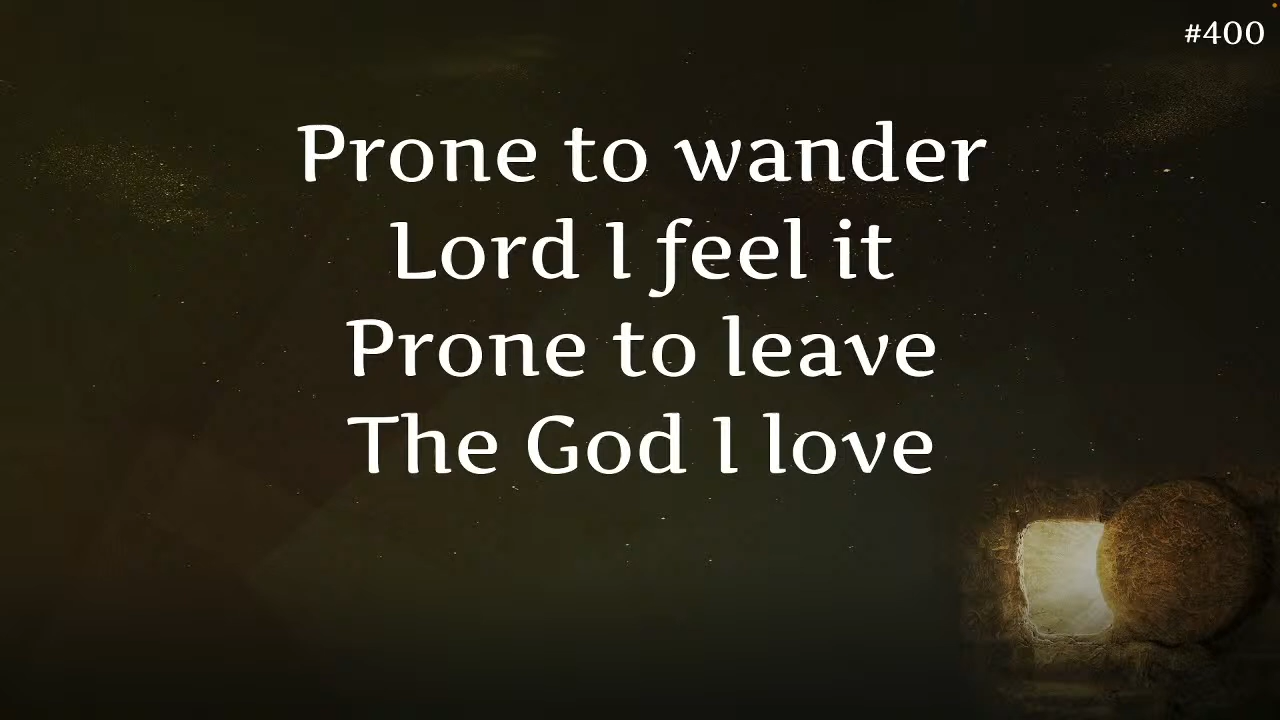 #400
Prone to wander
Lord I feel it
Prone to leave
The God I love